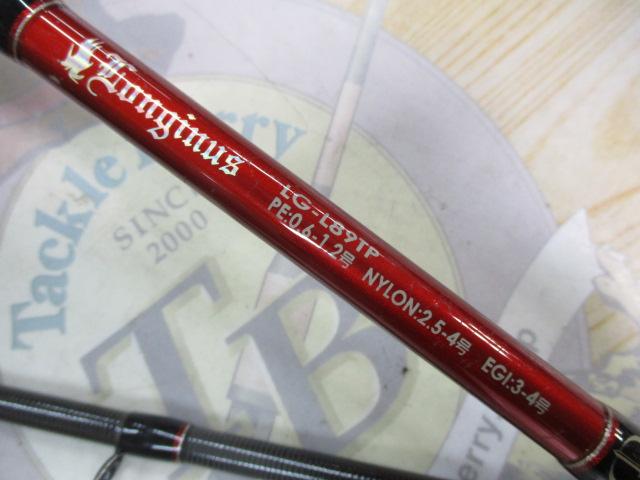 Longinus
LG-L89TP
PE:0.6-1.2号 NYLON:2.5-4号 EGI:3-4号
Tackle Berry
SINCE
2000
TB